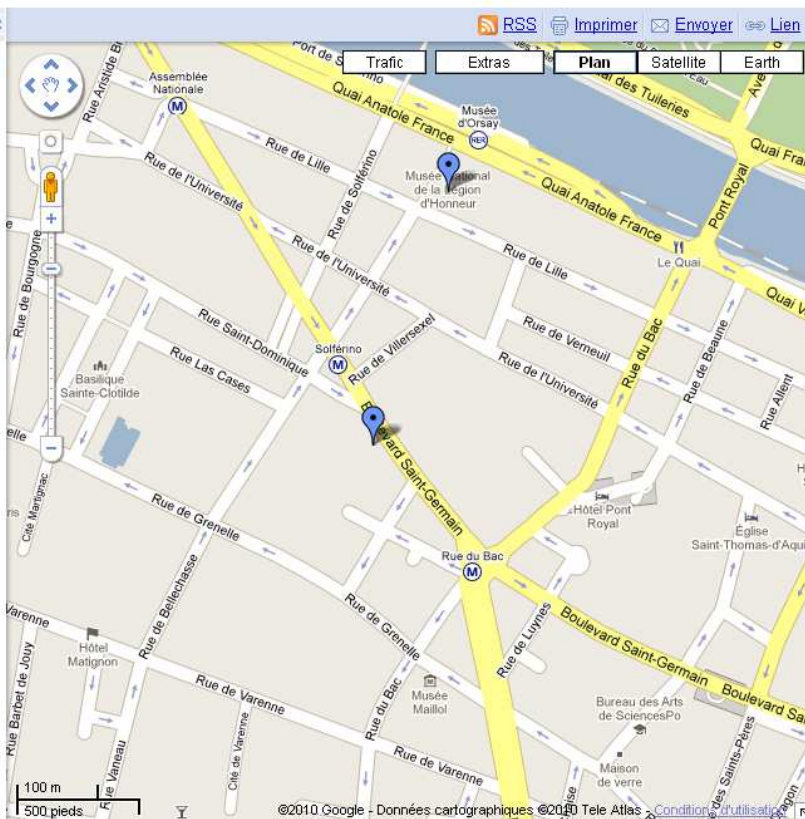 RSS Imprimer Envoyer Lien
Trafic Extras Plan Satellite Earth
Port de Solférino
Quai des Tuileries
Rue Aristide
Assemblée
Nationale
Quai Anatole France
Musée
d'Orsay
RER
Quai
Rue de Lille
Musée National
de la Légion
d'Honneur
Quai Anatole France
Pont Royal
Rue de l'Université
Rue de Solférino
Le Quai
Rue de Bourgogne
Rue de l'Université
Rue de Lille
Quai
Rue Saint-Dominique
Rue de Verneuil
Rue du Bac
Rue de Beaune
Solférino
Rue de Villersexel
Rue Las Cases
Rue de l'Université
Rue Allent
Basilique
Sainte-Clotilde
Boulevard Saint-Germain
Cité Martignac
Rue de Grenelle
Hôtel Pont
Royal
Église
Rue du Bac
Rue de Bellechasse
Boulevard Saint-Germain
Varenne
Hôtel
Matignon
Rue de Grenelle
Rue de Luynes
Rue Barbet de Jouy
Rue de Varenne
Musée
Maillol
Rue du Bac
Bureau des Arts
de SciencesPo
Boulevard
Rue Vaneau
Cité de Varenne
Rue de Varenne
Maison
de verre
des Saints-Pères
100 m
500 pieds
©2010 Google - Données cartographiques ©2010 Tele Atlas - Conditions d'utilisation